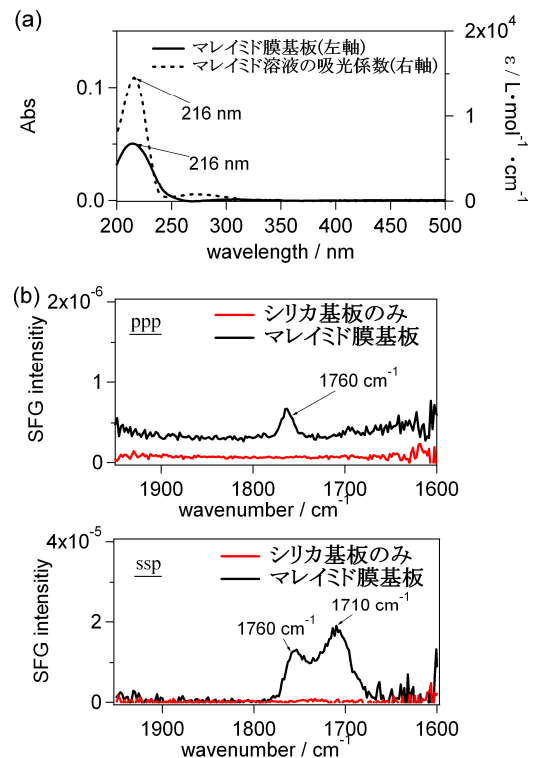 (a)
マレイミド膜基板(左軸)
マレイミド溶液の吸光係数(右軸)
216 nm
216 nm
Abs
0.1
0.0
2x10⁴
1
0
ε / L・mol⁻¹ ・cm⁻¹
200 250 300 350 400 450 500
wavelength / nm
(b)
ppp
シリカ基板のみ
マレイミド膜基板
1760 cm⁻¹
SFG intensitiy
2x10⁻⁶
1
0
1900 1800 1700 1600
wavenumber / cm⁻¹
ssp
シリカ基板のみ
マレイミド膜基板
1710 cm⁻¹
1760 cm⁻¹
SFG intensitiy
4x10⁻⁵
2
0
1900 1800 1700 1600
wavenumber / cm⁻¹